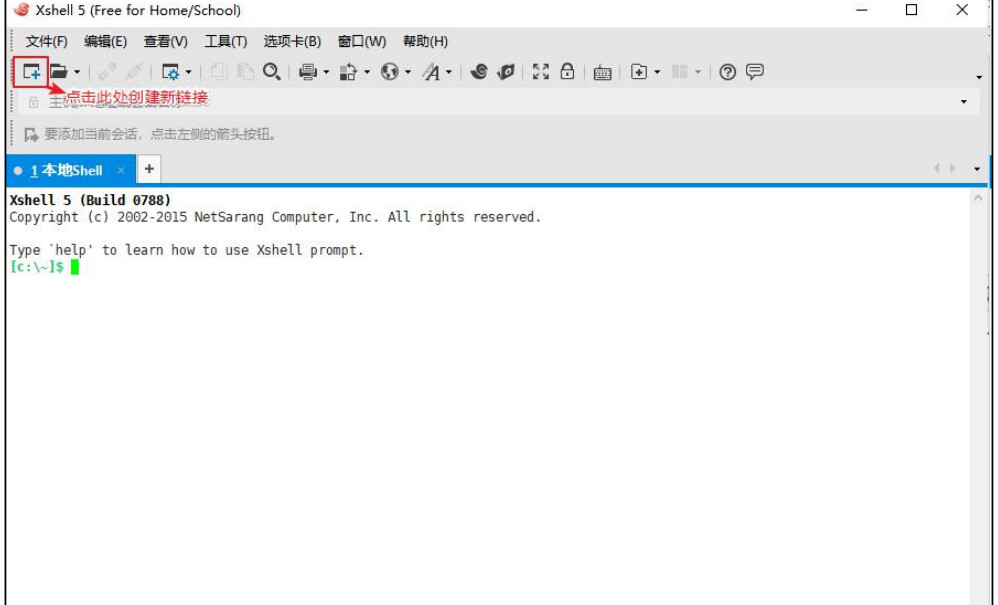 Xshell 5 (Free for Home/School)
文件(F) 编辑(E) 查看(V) 工具(T) 选项卡(B) 窗口(W) 帮助(H)
点击此处创建新链接
要添加当前会话，点击左侧的箭头按钮。
1 本地Shell × +
Xshell 5 (Build 0788)
Copyright (c) 2002-2015 NetSarang Computer, Inc. All rights reserved.
Type `help' to learn how to use Xshell prompt.
[c:\~]$